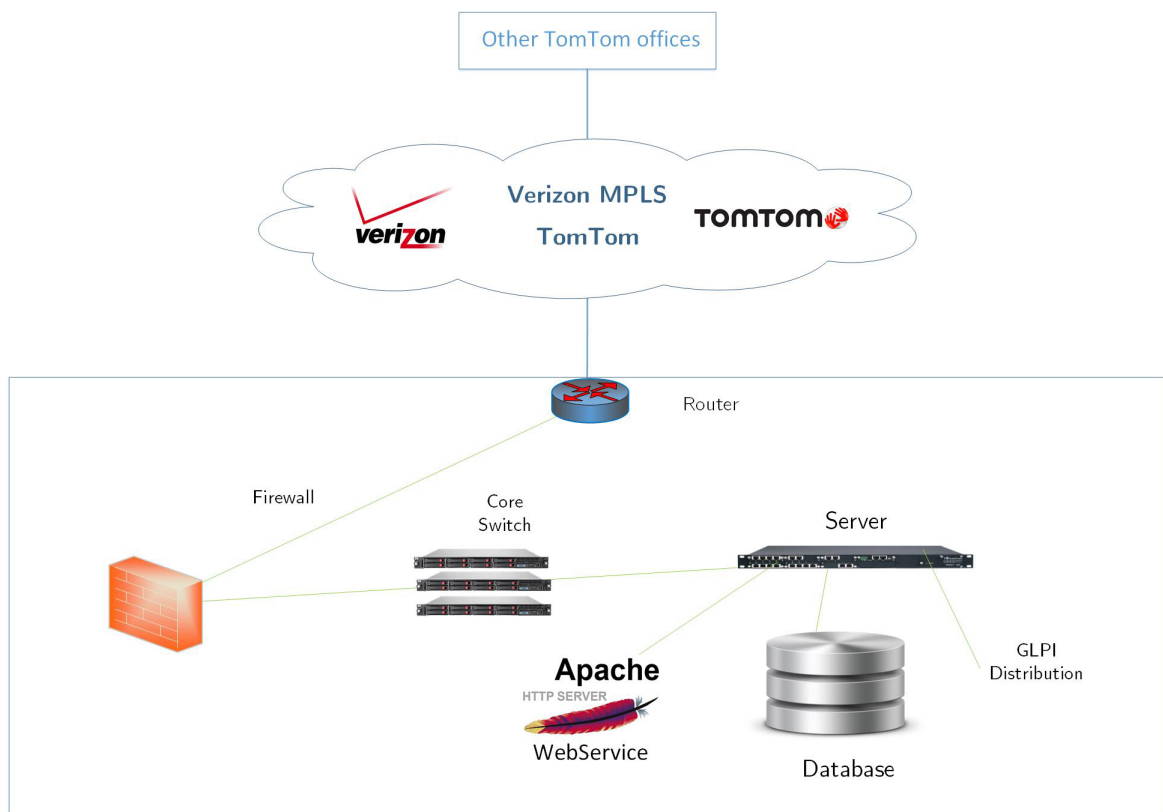 Other TomTom offices
verizon
Verizon MPLS
TomTom
TOMTOM
Router
Firewall
Core
Switch
Server
Apache
HTTP SERVER
WebService
GLPI
Distribution
Database